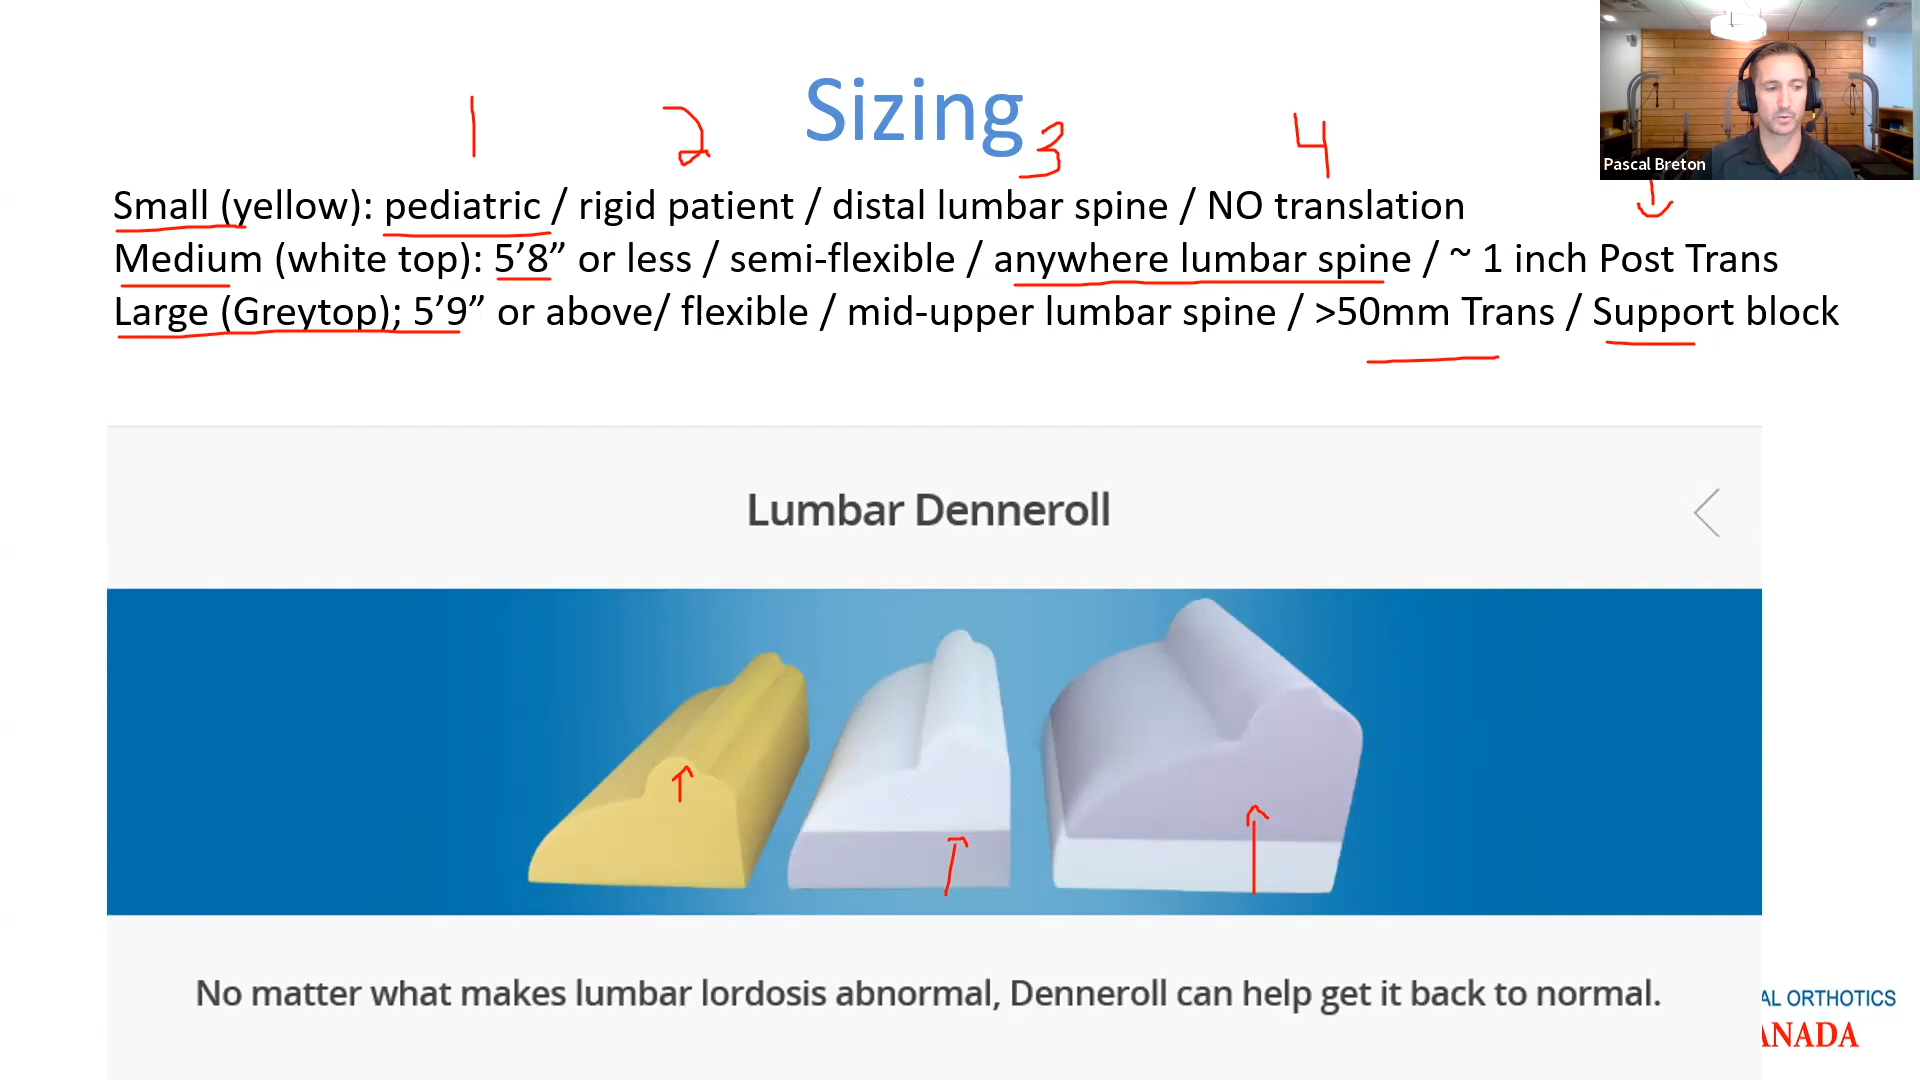 Sizing
1 2 3 4
Pascal Breton
Small (yellow): pediatric / rigid patient / distal lumbar spine / NO translation
Medium (white top): 5’8” or less / semi-flexible / anywhere lumbar spine / ~ 1 inch Post Trans
Large (Greytop); 5’9” or above/ flexible / mid-upper lumbar spine / >50mm Trans / Support block
Lumbar Denneroll
No matter what makes lumbar lordosis abnormal, Denneroll can help get it back to normal.
AL ORTHOTICS
ANADA